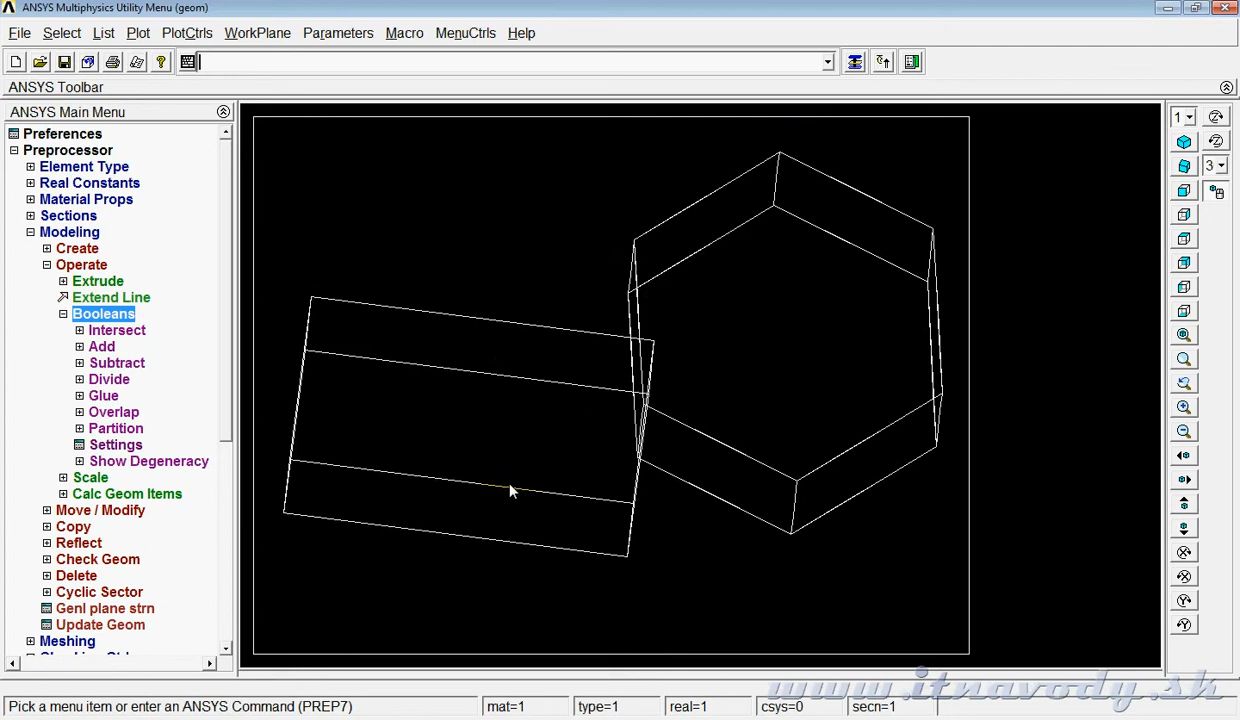 ANSYS Multiphysics Utility Menu (geom)
File Select List Plot PlotCtrls WorkPlane Parameters Macro MenuCtrls Help
ANSYS Toolbar
ANSYS Main Menu
Preferences
Preprocessor
Element Type
Real Constants
Material Props
Sections
Modeling
Create
Operate
Extrude
Extend Line
Booleans
Intersect
Add
Subtract
Divide
Glue
Overlap
Partition
Settings
Show Degeneracy
Scale
Calc Geom Items
Move / Modify
Copy
Reflect
Check Geom
Delete
Cyclic Sector
Genl plane strn
Update Geom
Meshing
1
3
www.itnavody.sk
Pick a menu item or enter an ANSYS Command (PREP7) mat=1 type=1 real=1 csys=0 secn=1